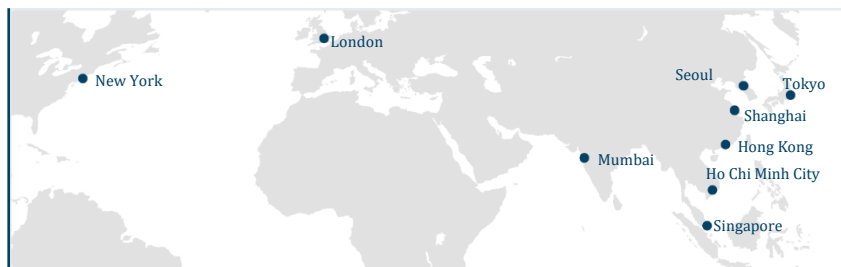 London
Seoul
Tokyo
New York
Shanghai
Hong Kong
Mumbai
Ho Chi Minh City
Singapore